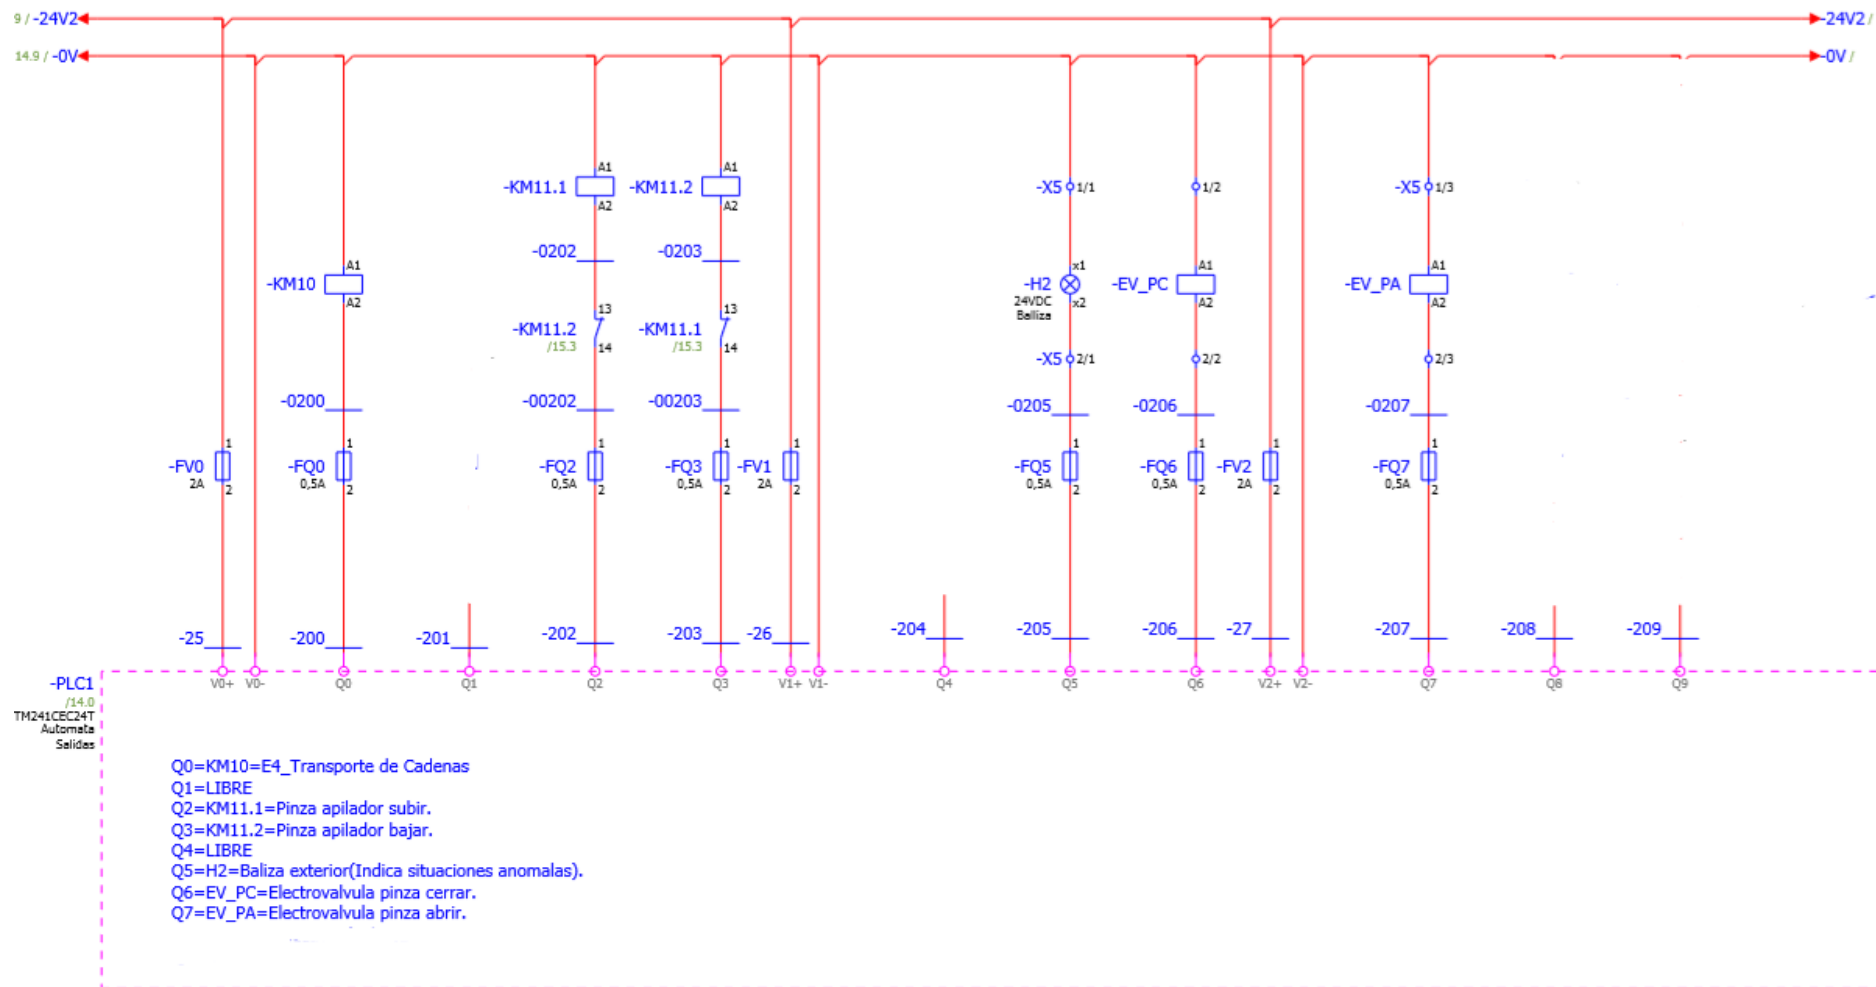 9 / -24V2
-24V2 /
14.9 / -0V
-0V /
A1
-KM11.1
A2
A1
-KM11.2
A2
-X5 1/1
1/2
-X5 1/3
-0202
-0203
A1
-KM10
A2
x1
-H2
24VDC
Balliza
x2
A1
-EV_PC
A2
A1
-EV_PA
A2
13
-KM11.2
/15.3
14
13
-KM11.1
/15.3
14
-X5 2/1
2/2
2/3
-0200
-00202
-00203
-0205
-0206
-0207
1
-FV0
2A
2
1
-FQ0
0,5A
2
1
-FQ2
0,5A
2
1
-FQ3
0,5A
2
1
-FV1
2A
2
1
-FQ5
0,5A
2
1
-FQ6
0,5A
2
1
-FV2
2A
2
1
-FQ7
0,5A
2
-25
-200
-201
-202
-203
-26
-204
-205
-206
-27
-207
-208
-209
V0+ V0- Q0 Q1 Q2 Q3 V1+ V1- Q4 Q5 Q6 V2+ V2- Q7 Q8 Q9
-PLC1
/14.0
TM241CEC24T
Automata
Salidas
Q0=KM10=E4_Transporte de Cadenas
Q1=LIBRE
Q2=KM11.1=Pinza apilador subir.
Q3=KM11.2=Pinza apilador bajar.
Q4=LIBRE
Q5=H2=Baliza exterior(Indica situaciones anomalas).
Q6=EV_PC=Electrovalvula pinza cerrar.
Q7=EV_PA=Electrovalvula pinza abrir.